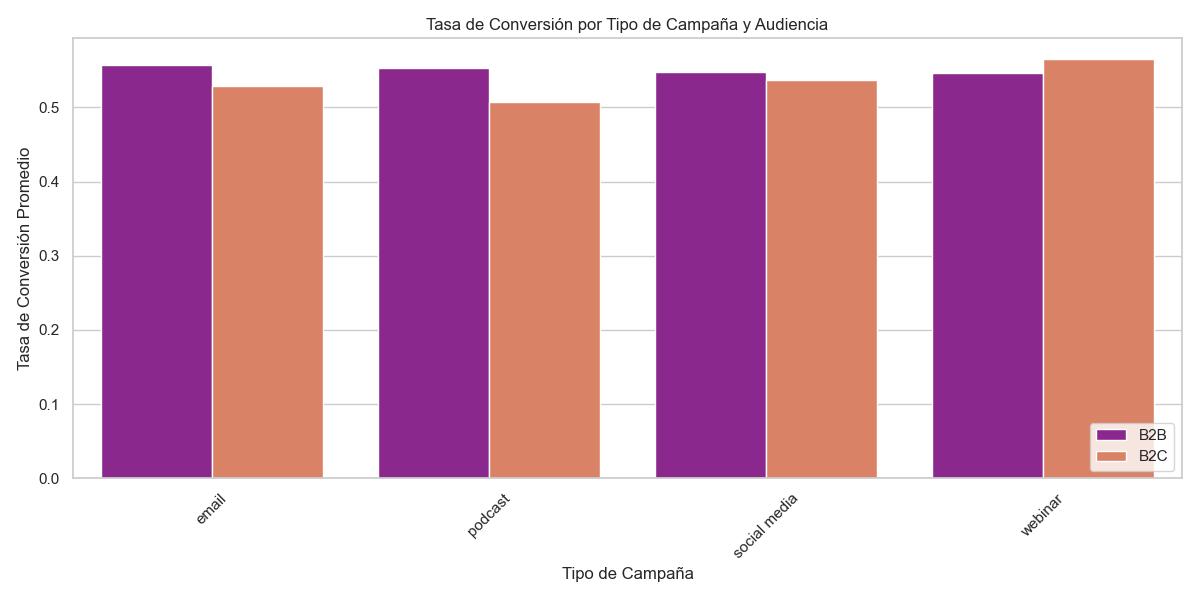 Tasa de Conversión por Tipo de Campaña y Audiencia
Tasa de Conversión Promedio
0.5
0.4
0.3
0.2
0.1
0.0
B2B
B2C
email
podcast
social media
webinar
Tipo de Campaña